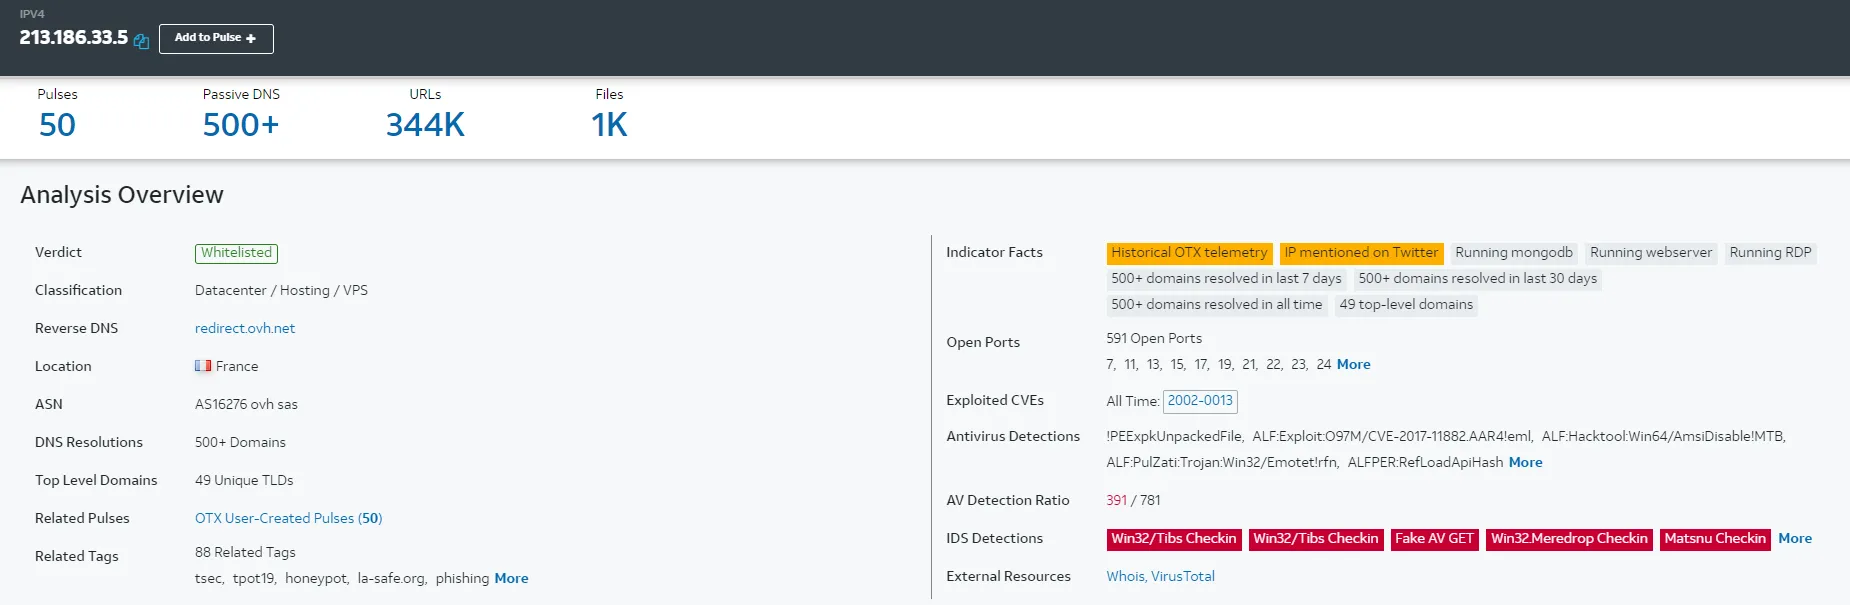 IPV4
213.186.33.5 Add to Pulse +
Pulses Passive DNS URLs Files
50 500+ 344K 1K
Analysis Overview
Verdict Whitelisted
Classification Datacenter / Hosting / VPS
Reverse DNS redirect.ovh.net
Location France
ASN AS16276 ovh sas
DNS Resolutions 500+ Domains
Top Level Domains 49 Unique TLDs
Related Pulses OTX User-Created Pulses (50)
Related Tags 88 Related Tags
tsec, tpot19, honeypot, la-safe.org, phishing More
Indicator Facts Historical OTX telemetry IP mentioned on Twitter Running mongodb Running webserver Running RDP
500+ domains resolved in last 7 days 500+ domains resolved in last 30 days
500+ domains resolved in all time 49 top-level domains
Open Ports 591 Open Ports
7, 11, 13, 15, 17, 19, 21, 22, 23, 24 More
Exploited CVEs All Time: 2002-0013
Antivirus Detections !PEExpkUnpackedFile, ALF:Exploit:O97M/CVE-2017-11882.AAR4!eml, ALF:Hacktool:Win64/AmsiDisable!MTB,
ALF:PulZati:Trojan:Win32/Emotet!rfn, ALFPER:RefLoadApiHash More
AV Detection Ratio 391 / 781
IDS Detections Win32/Tibs Checkin Win32/Tibs Checkin Fake AV GET Win32.Meredrop Checkin Matsnu Checkin More
External Resources Whois, VirusTotal